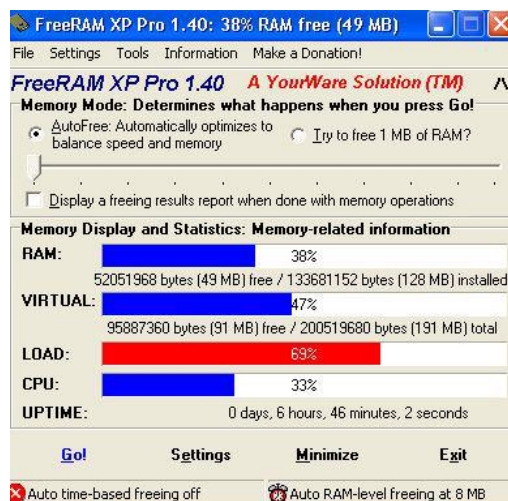 FreeRAM XP Pro 1.40: 38% RAM free (49 MB)
File Settings Tools Information Make a Donation!
FreeRAM XP Pro 1.40 A YourWare Solution (TM)
Memory Mode: Determines what happens when you press Go!
AutoFree: Automatically optimizes to balance speed and memory
Try to free 1 MB of RAM?
Display a freeing results report when done with memory operations
Memory Display and Statistics: Memory-related information
RAM: 38%
52051968 bytes (49 MB) free / 133681152 bytes (128 MB) installed
VIRTUAL: 47%
95887360 bytes (91 MB) free / 200519680 bytes (191 MB) total
LOAD: 69%
CPU: 33%
UPTIME: 0 days, 6 hours, 46 minutes, 2 seconds
Go! Settings Minimize Exit
Auto time-based freeing off Auto RAM-level freeing at 8 MB